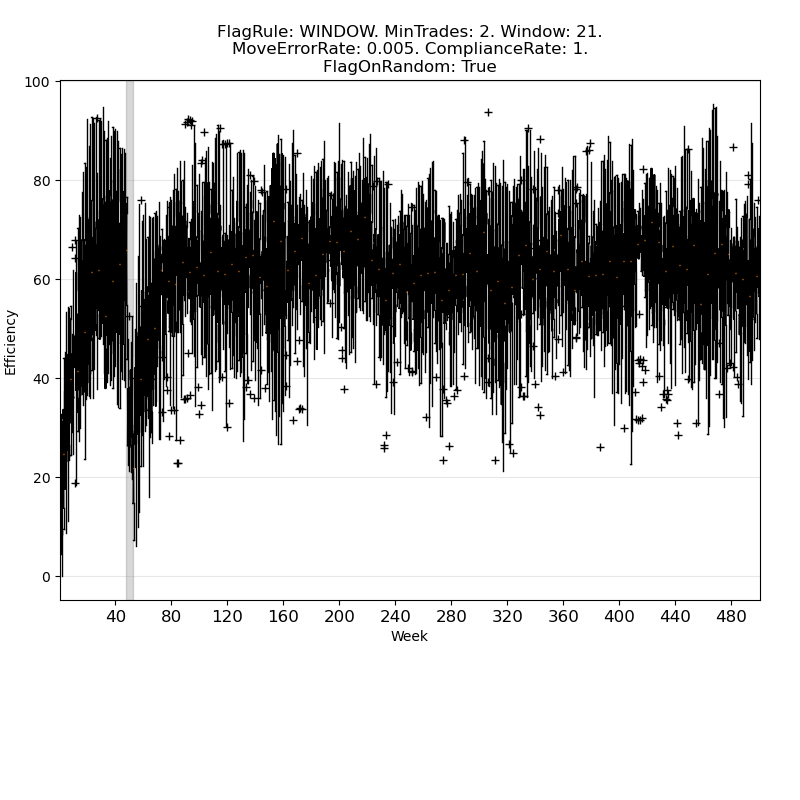 FlagRule: WINDOW. MinTrades: 2. Window: 21.
MoveErrorRate: 0.005. ComplianceRate: 1.
FlagOnRandom: True
100
80
60
40
20
0
Efficiency
40 80 120 160 200 240 280 320 360 400 440 480
Week